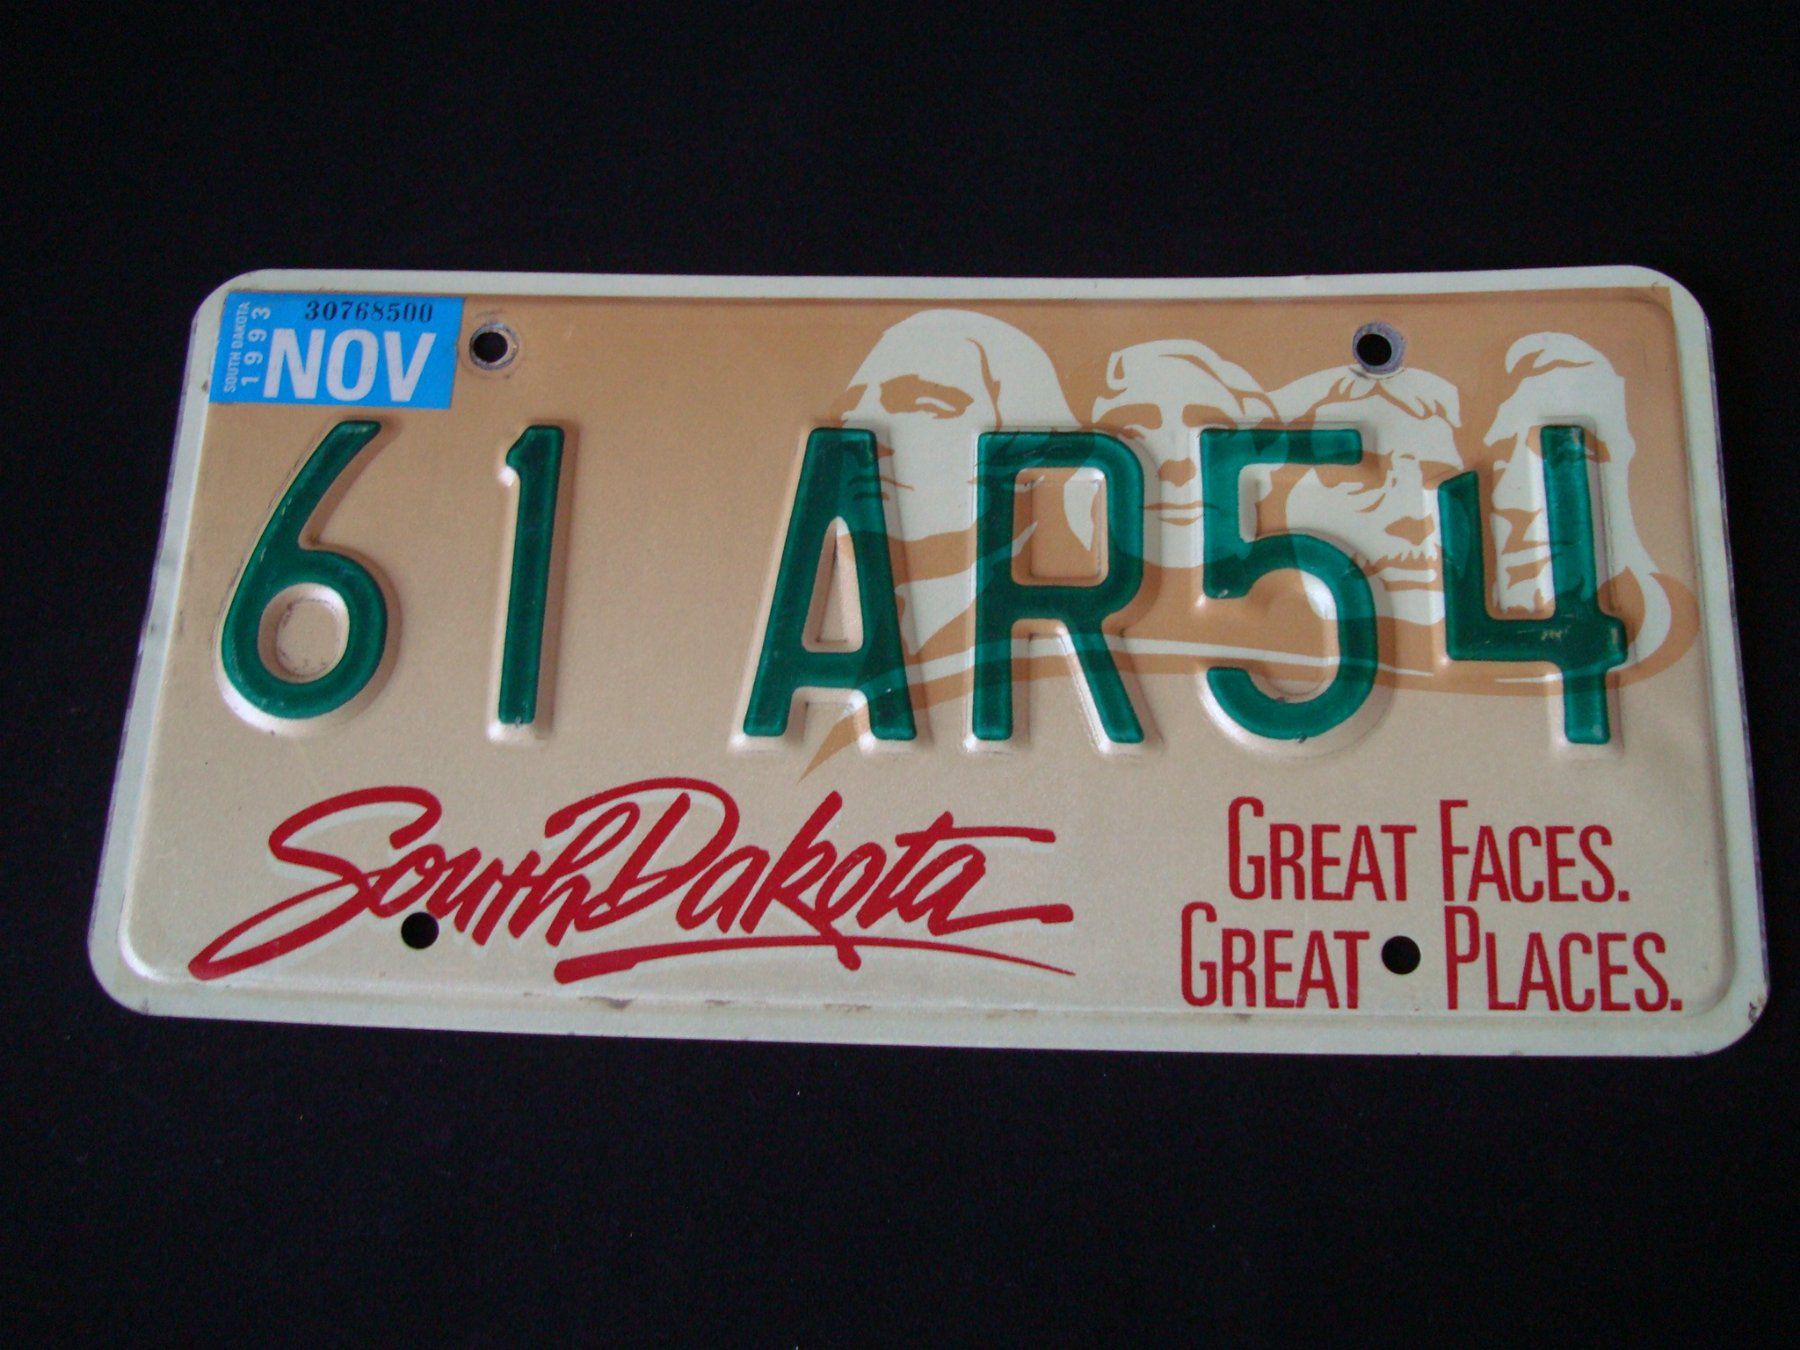 30768500
SOUTH DAKOTA
1993
NOV
61 AR54
South Dakota
GREAT FACES.
GREAT PLACES.